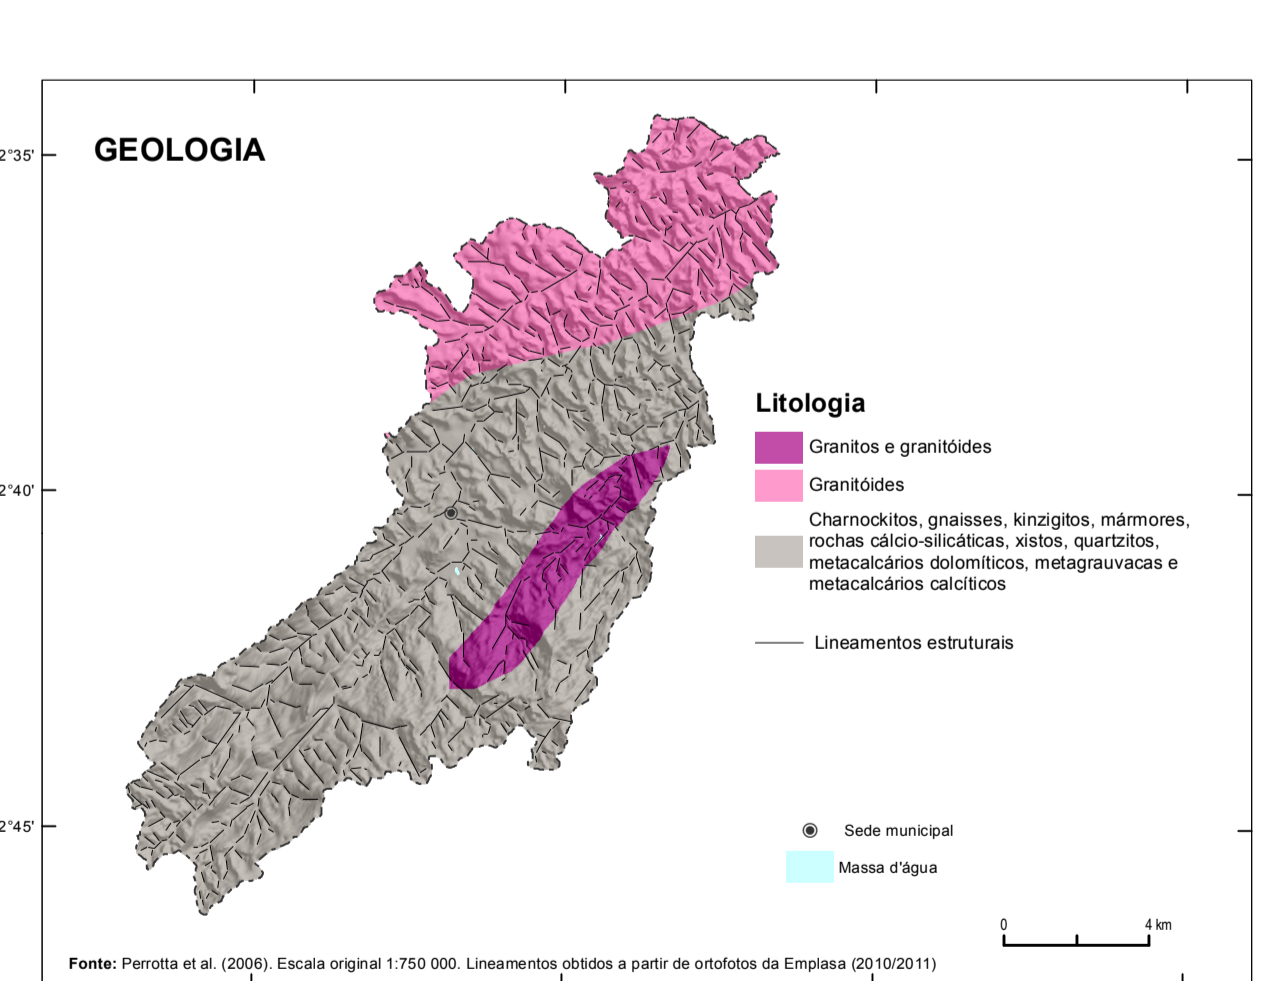 GEOLOGIA
2°35'
2°40'
2°45'
Litologia
Granitos e granitóides
Granitóides
Charnockitos, gnaisses, kinzigitos, mármores,
rochas cálcio-silicáticas, xistos, quartzitos,
metacalcários dolomíticos, metagrauvacas e
metacalcários calcíticos
Lineamentos estruturais
Sede municipal
Massa d'água
0 4 km
Fonte: Perrotta et al. (2006). Escala original 1:750 000. Lineamentos obtidos a partir de ortofotos da Emplasa (2010/2011)